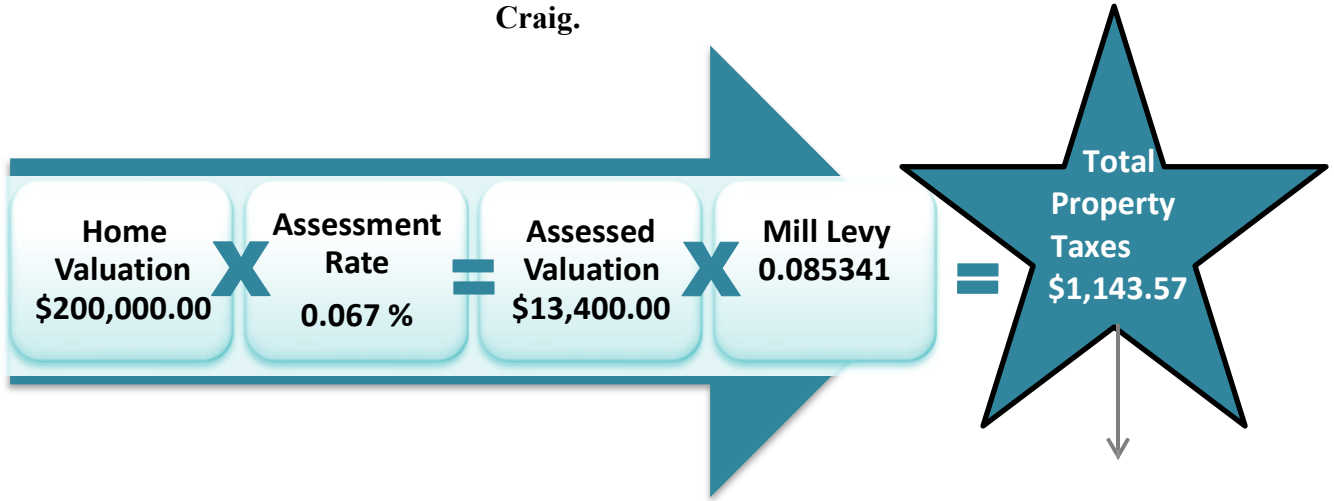 Craig.
Home
Valuation
$200,000.00
X
Assessment
Rate
0.067 %
=
Assessed
Valuation
$13,400.00
X
Mill Levy
0.085341
=
Total
Property
Taxes
$1,143.57